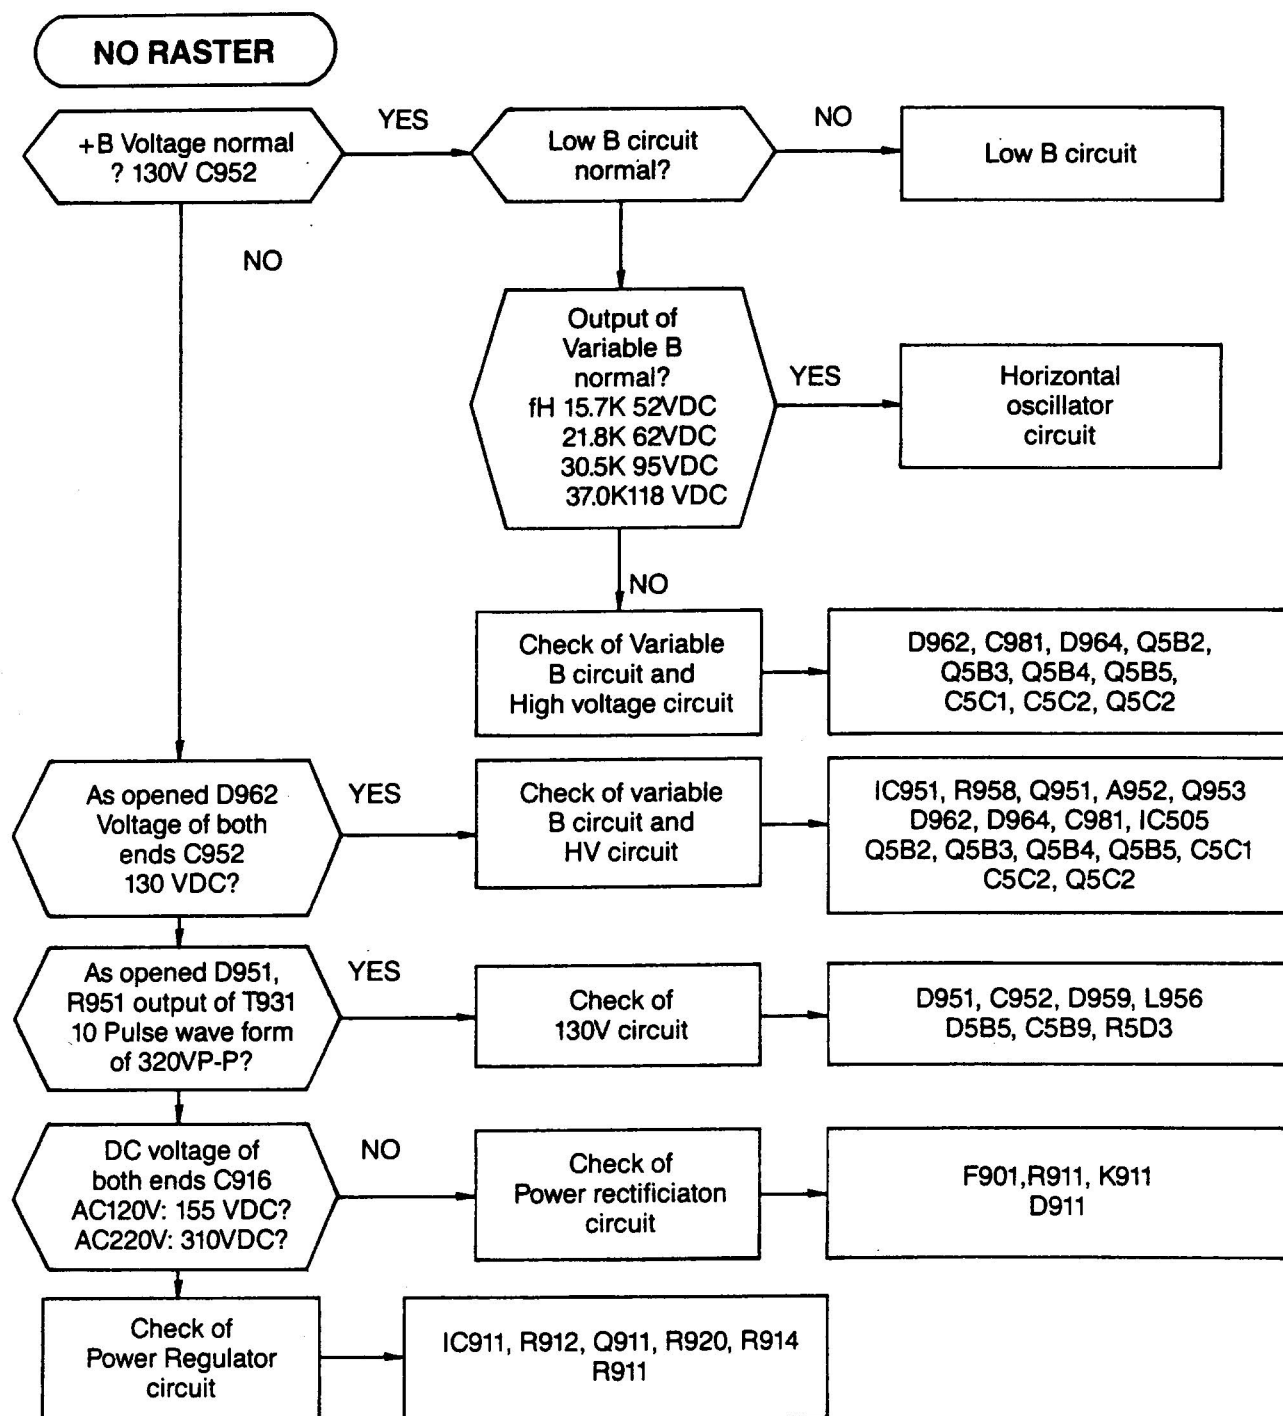 NO RASTER
+B Voltage normal
? 130V C952
YES
Low B circuit
normal?
NO
Low B circuit
NO
Output of
Variable B
normal?
fH 15.7K 52VDC
21.8K 62VDC
30.5K 95VDC
37.0K118 VDC
YES
Horizontal
oscillator
circuit
NO
Check of Variable
B circuit and
High voltage circuit
D962, C981, D964, Q5B2,
Q5B3, Q5B4, Q5B5,
C5C1, C5C2, Q5C2
As opened D962
Voltage of both
ends C952
130 VDC?
YES
Check of variable
B circuit and
HV circuit
IC951, R958, Q951, A952, Q953
D962, D964, C981, IC505
Q5B2, Q5B3, Q5B4, Q5B5, C5C1
C5C2, Q5C2
As opened D951,
R951 output of T931
10 Pulse wave form
of 320VP-P?
YES
Check of
130V circuit
D951, C952, D959, L956
D5B5, C5B9, R5D3
DC voltage of
both ends C916
AC120V: 155 VDC?
AC220V: 310VDC?
NO
Check of
Power rectificiaton
circuit
F901,R911, K911
D911
Check of
Power Regulator
circuit
IC911, R912, Q911, R920, R914
R911